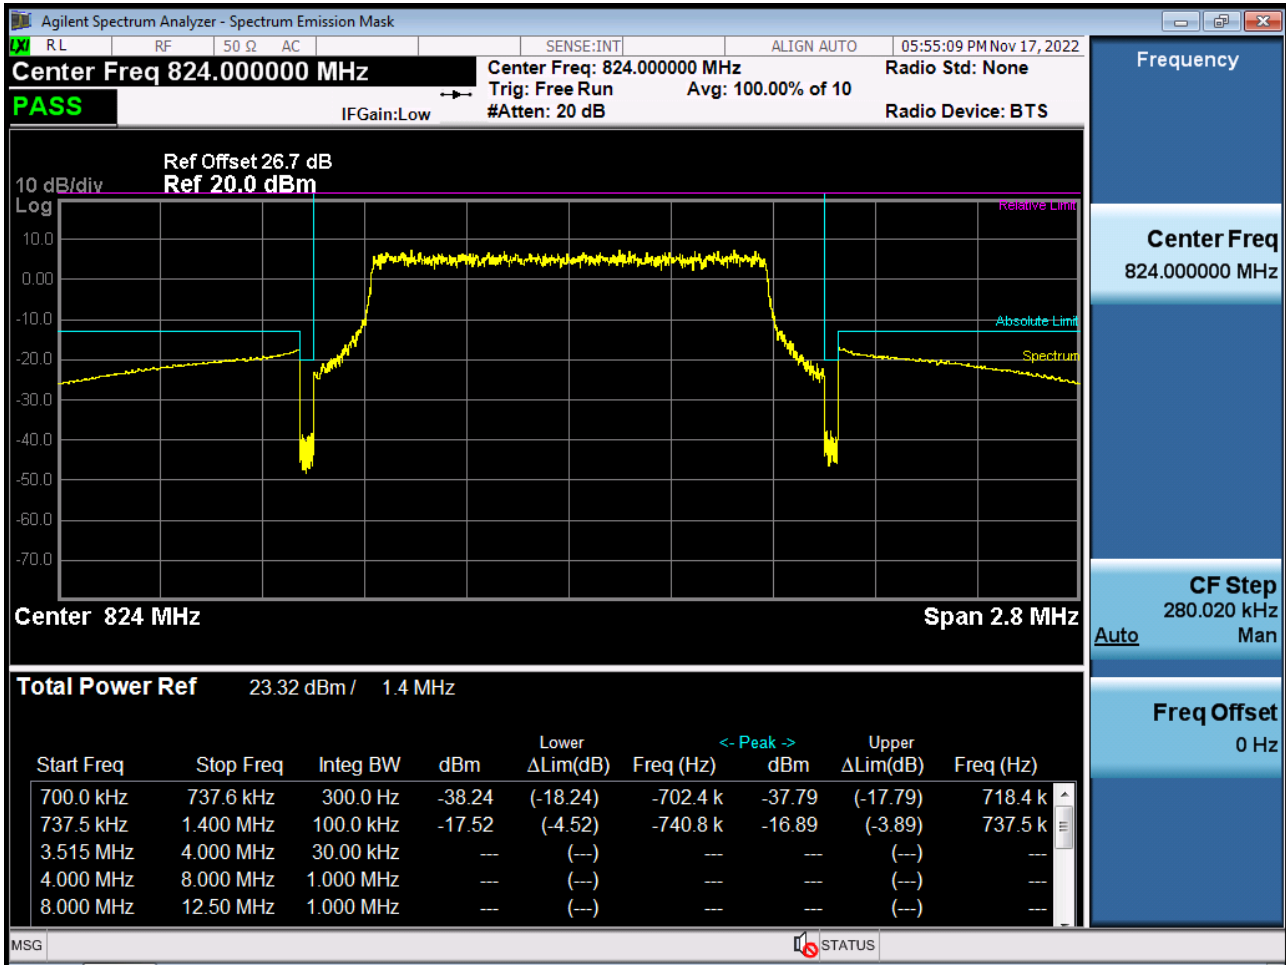 Agilent Spectrum Analyzer - Spectrum Emission Mask
LXI RL RF 50 Ω AC SENSE:INT ALIGN AUTO 05:55:09 PM Nov 17, 2022
Center Freq 824.000000 MHz
Center Freq: 824.000000 MHz
Radio Std: None
Trig: Free Run Avg: 100.00% of 10
PASS
IFGain:Low
#Atten: 20 dB
Radio Device: BTS
Ref Offset 26.7 dB
10 dB/div Ref 20.0 dBm
Log
Relative Limit
10.0
0.00
-10.0
Absolute Limit
-20.0
Spectrum
-30.0
-40.0
-50.0
-60.0
-70.0
Center 824 MHz Span 2.8 MHz
Total Power Ref 23.32 dBm / 1.4 MHz
Lower <- Peak -> Upper
Start Freq Stop Freq Integ BW dBm ΔLim(dB) Freq (Hz) dBm ΔLim(dB) Freq (Hz)
700.0 kHz 737.6 kHz 300.0 Hz -38.24 (-18.24) -702.4 k -37.79 (-17.79) 718.4 k
737.5 kHz 1.400 MHz 100.0 kHz -17.52 (-4.52) -740.8 k -16.89 (-3.89) 737.5 k
3.515 MHz 4.000 MHz 30.00 kHz --- (---) --- --- (---) ---
4.000 MHz 8.000 MHz 1.000 MHz --- (---) --- --- (---) ---
8.000 MHz 12.50 MHz 1.000 MHz --- (---) --- --- (---) ---
MSG STATUS
Frequency
Center Freq
824.000000 MHz
CF Step
280.020 kHz
Auto Man
Freq Offset
0 Hz